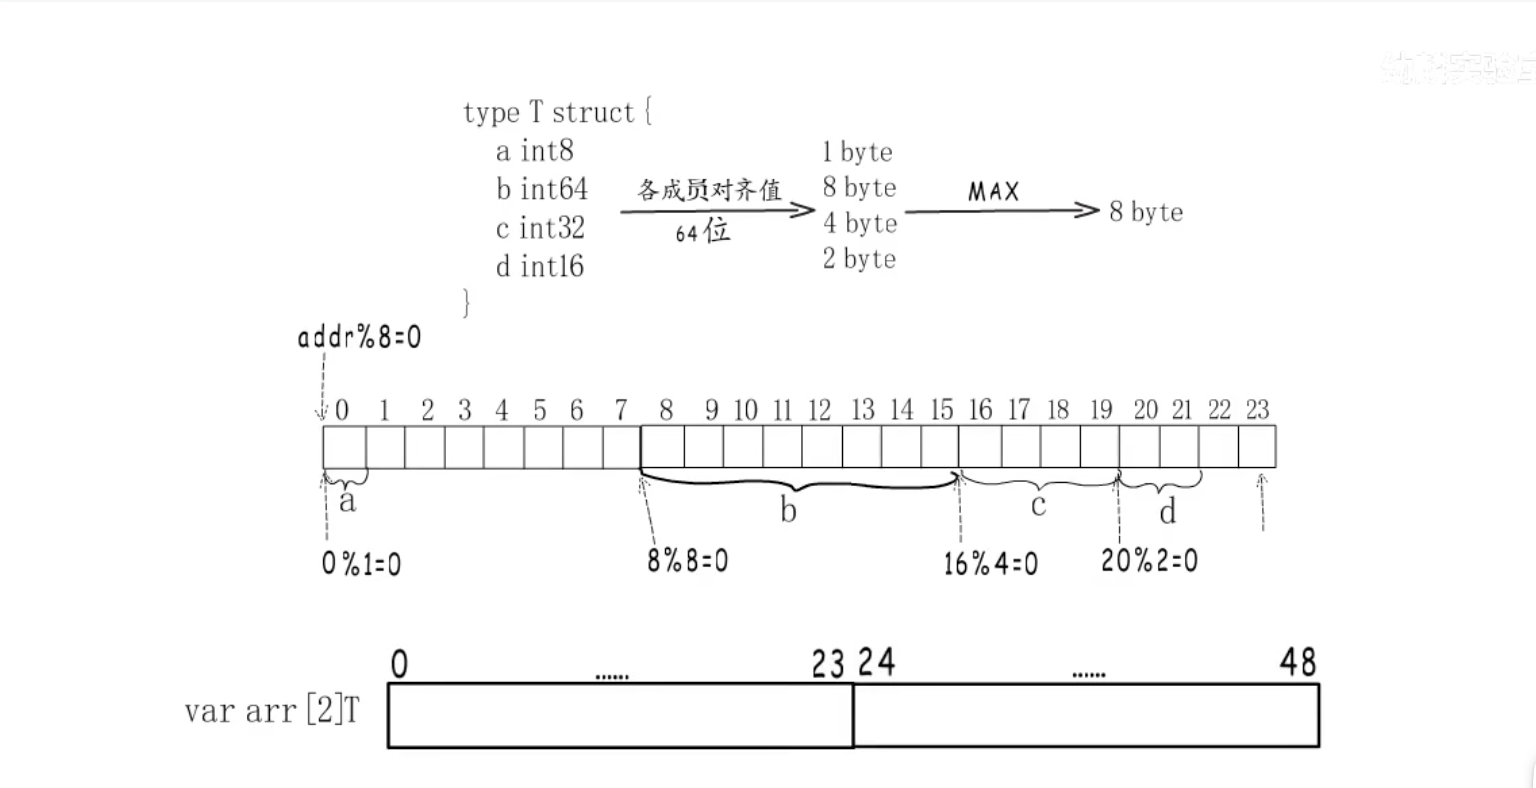 type T struct {
a int8
b int64
c int32
d int16
}
各成员对齐值
64位
1 byte
8 byte
4 byte
2 byte
MAX
8 byte
addr%8=0
0 1 2 3 4 5 6 7 8 9 10 11 12 13 14 15 16 17 18 19 20 21 22 23
a b c d
0%1=0 8%8=0 16%4=0 20%2=0
0 ...... 23 24 ...... 48
var arr [2]T